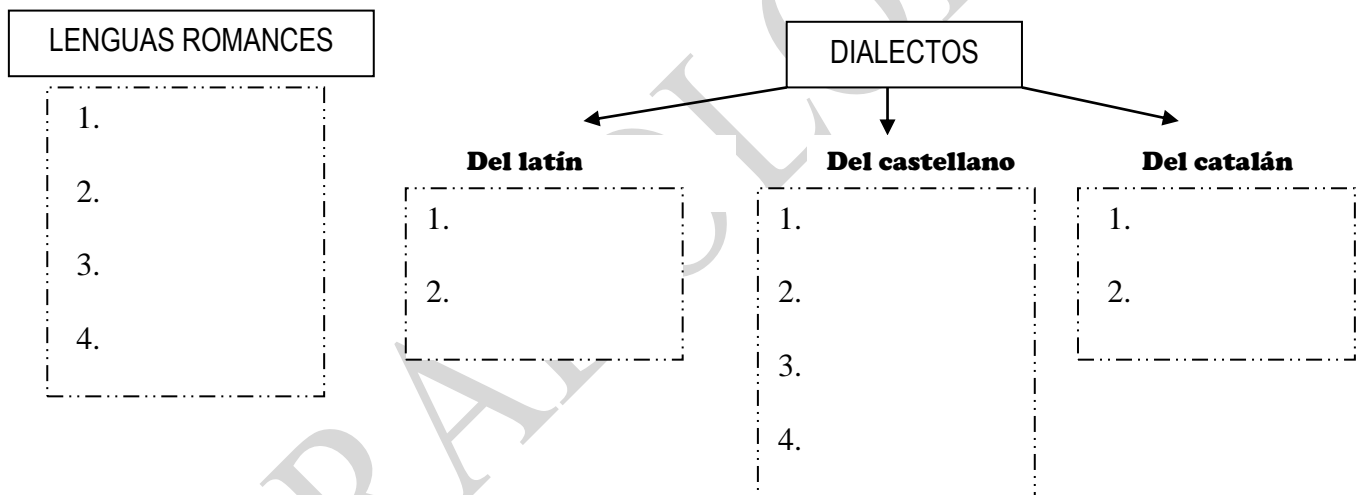 LENGUAS ROMANCES
1.
2.
3.
4.
DIALECTOS
Del latín
1.
2.
Del castellano
1.
2.
3.
4.
Del catalán
1.
2.